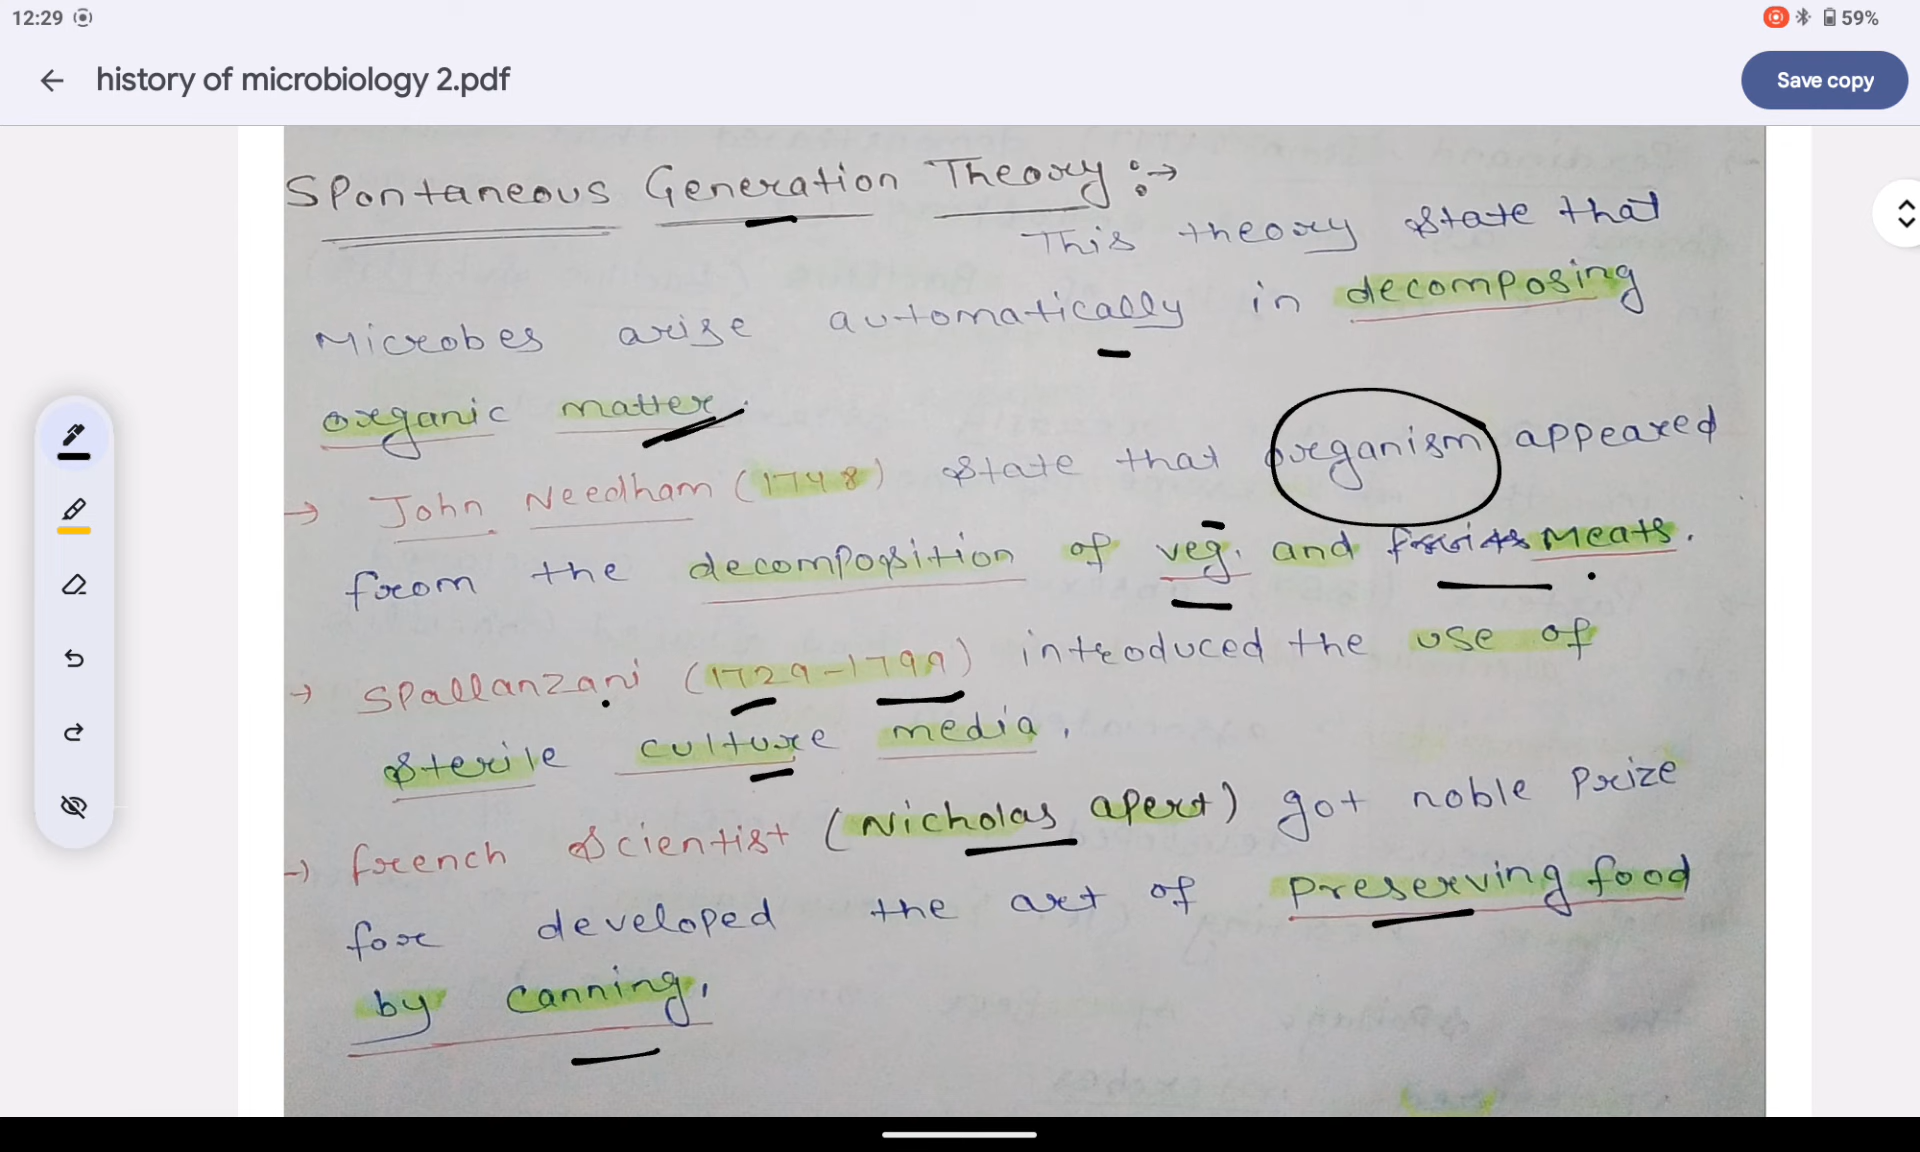 12:29
59%
history of microbiology 2.pdf
Save copy
Spontaneous Generation Theory :→
This theory state that
Microbes arise automatically in decomposing
organic matter.
→ John Needham (1748) state that organism appeared
from the decomposition of veg. and Meats.
→ Spallanzani (1729-1799) introduced the use of
sterile culture media.
→ french scientist (Nicholas apert) got noble prize
for developed the art of preserving food
by canning,